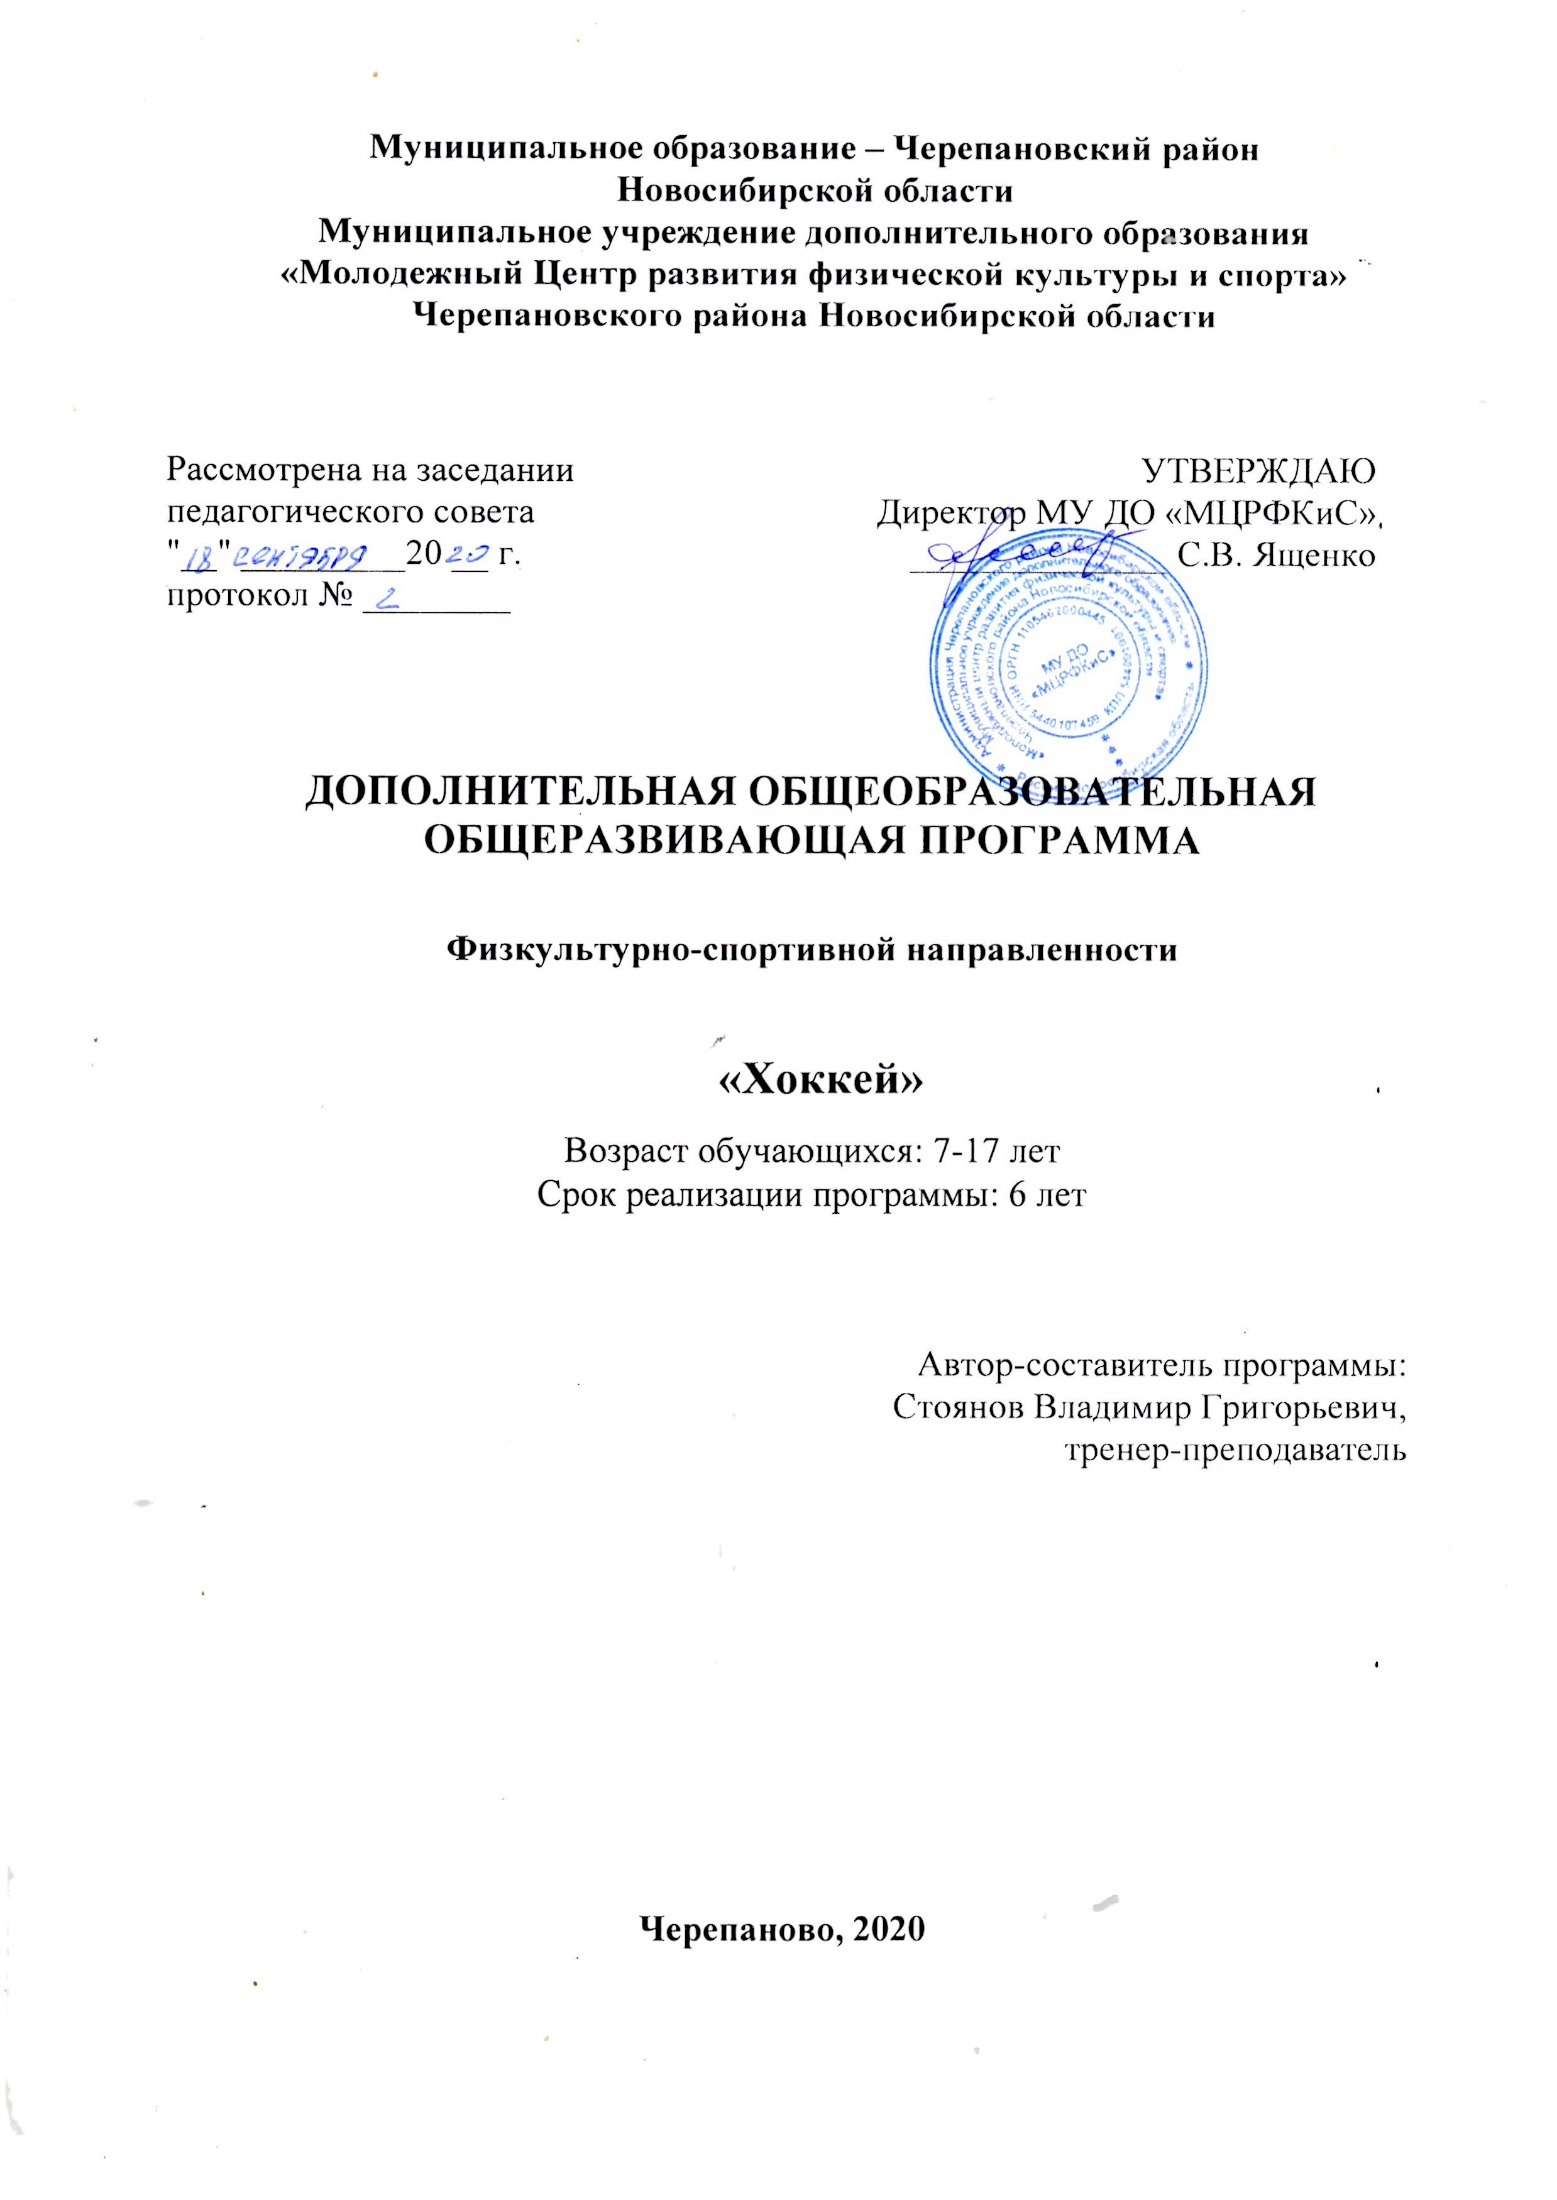 Муниципальное образование – Черепановский район
Новосибирской области
Муниципальное учреждение дополнительного образования
«Молодежный Центр развития физической культуры и спорта»
Черепановского района Новосибирской области
Рассмотрена на заседании
педагогического совета
"18" сентября 2020 г.
протокол № 2
УТВЕРЖДАЮ
Директор МУ ДО «МЦРФКиС»,
С.В. Ященко
МУ ДО
«МЦРФКиС»
ДОПОЛНИТЕЛЬНАЯ ОБЩЕОБРАЗОВАТЕЛЬНАЯ
ОБЩЕРАЗВИВАЮЩАЯ ПРОГРАММА
Физкультурно-спортивной направленности
«Хоккей»
Возраст обучающихся: 7-17 лет
Срок реализации программы: 6 лет
Автор-составитель программы:
Стоянов Владимир Григорьевич,
тренер-преподаватель
Черепаново, 2020